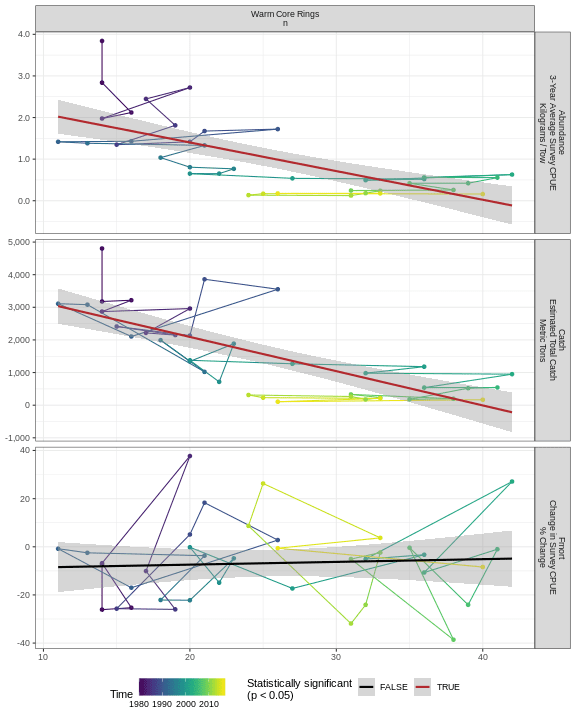 Warm Core Rings
n
4.0
3.0
2.0
1.0
0.0
Abundance
3-Year Average Survey CPUE
Kilograms / Tow
5,000
4,000
3,000
2,000
1,000
0
-1,000
Catch
Estimated Total Catch
Metric Tons
40
20
0
-20
-40
Fmort
Change in Survey CPUE
% Change
10 20 30 40
Time
1980 1990 2000 2010
Statistically significant
(p < 0.05)
FALSE TRUE